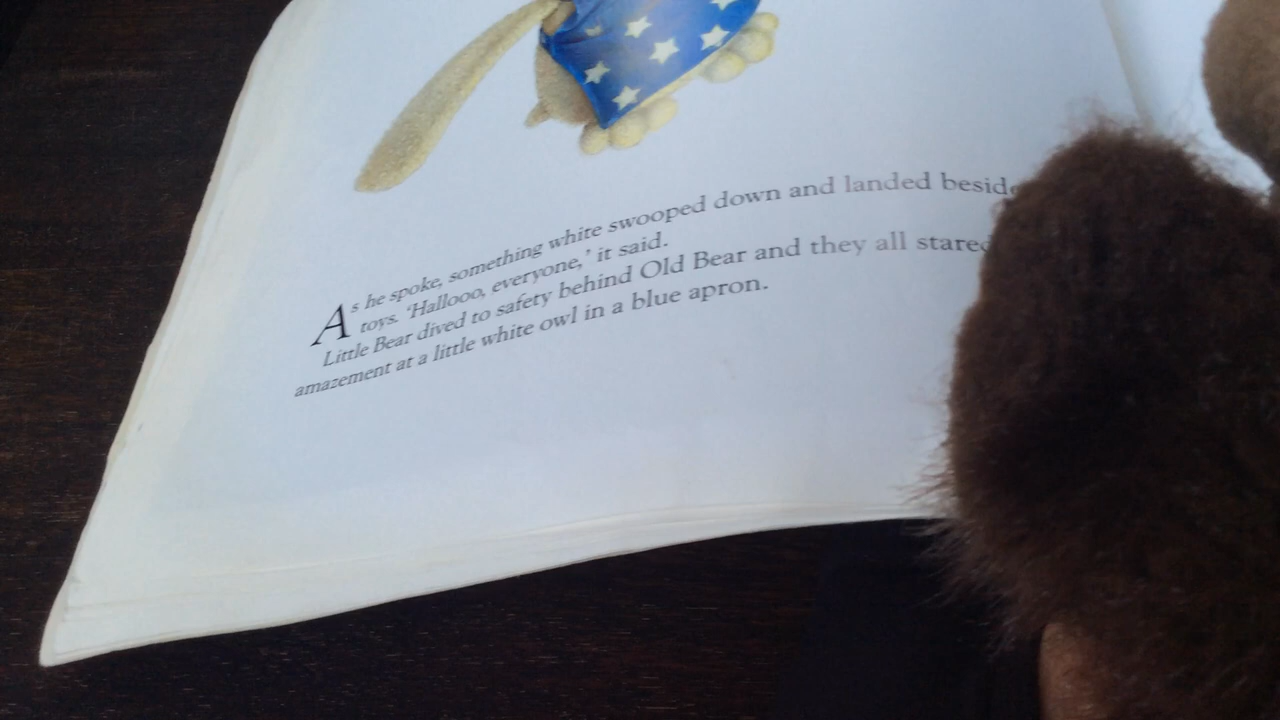 As he spoke, something white swooped down and landed beside
toys. 'Hallooo, everyone,' it said.
Little Bear dived to safety behind Old Bear and they all stared
amazement at a little white owl in a blue apron.